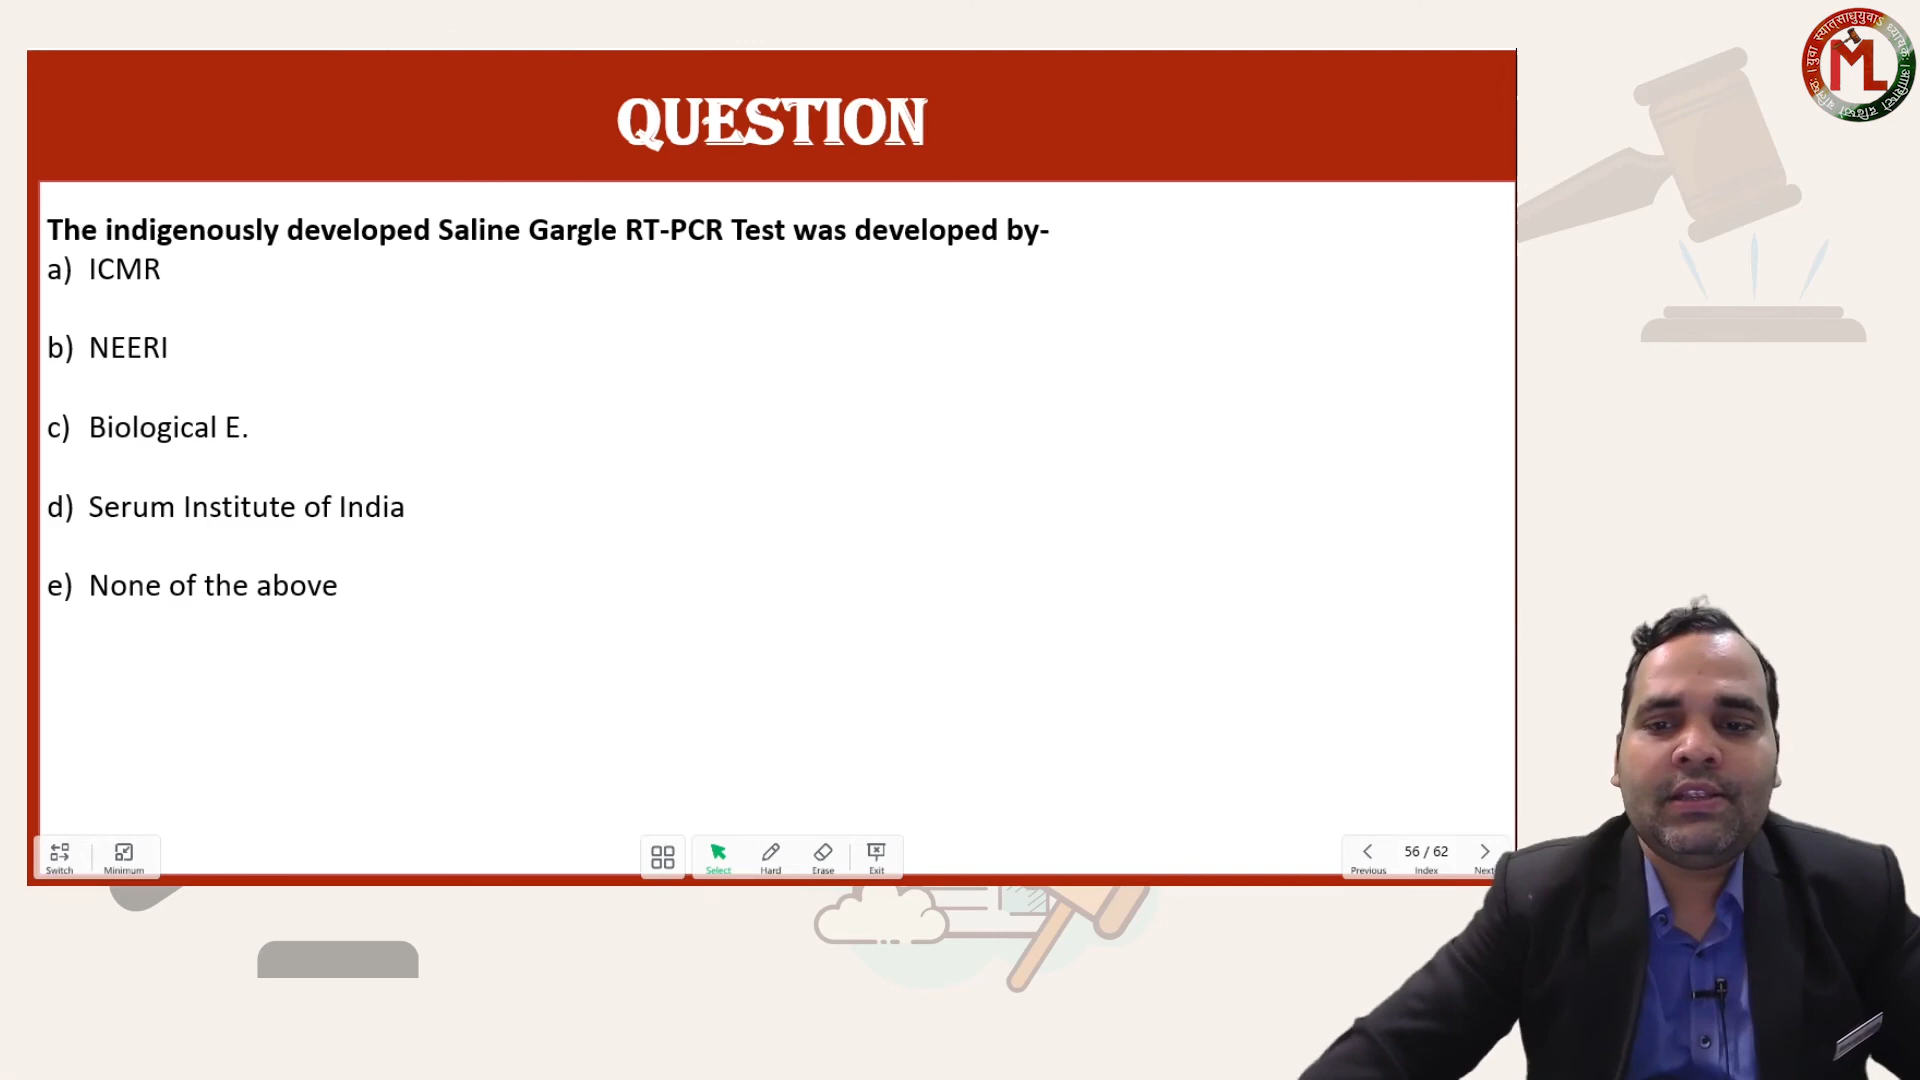 QUESTION
The indigenously developed Saline Gargle RT-PCR Test was developed by-
a) ICMR
b) NEERI
c) Biological E.
d) Serum Institute of India
e) None of the above
Switch
Minimum
Select
Hard
Erase
Exit
Previous
56 / 62
Index
Next
ML